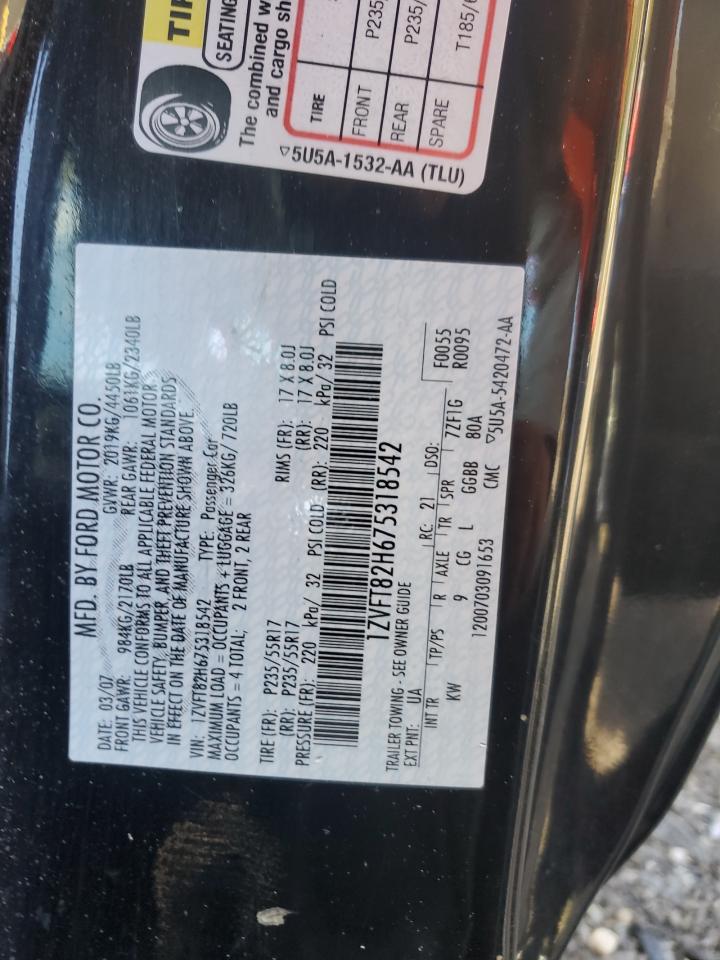 MFD. BY FORD MOTOR CO.
DATE: 03/07 GVWR: 2019KG/4450LB
FRONT GAWR: 984KG/2170LB REAR GAWR: 1061KG/2340LB
THIS VEHICLE CONFORMS TO ALL APPLICABLE FEDERAL MOTOR
VEHICLE SAFETY, BUMPER, AND THEFT PREVENTION STANDARDS
IN EFFECT ON THE DATE OF MANUFACTURE SHOWN ABOVE
VIN: 1ZVFT82H675318542 TYPE: Passenger Car
MAXIMUM LOAD = OCCUPANTS + LUGGAGE = 326KG/720LB
OCCUPANTS = 4 TOTAL; 2 FRONT, 2 REAR
TIRE (FR): P235/55R17 RIMS (FR): 17 X 8.0J
(RR): P235/55R17 (RR): 17 X 8.0J
PRESSURE (FR): 220 kPa/ 32 PSI COLD (RR): 220 kPa/ 32 PSI COLD
1ZVFT82H675318542
TRAILER TOWING - SEE OWNER GUIDE
EXT PNT: UA RC: 21 DSO: F0055
R0095
INT TR TP/PS R AXLE TR SPR 7ZF1G
KW 9 CG L GGBB 80A
1200703091653 CMC ▽5U5A-5420472-AA
TIR
SEATING
The combined w
and cargo sh
TIRE
FRONT P235
REAR P235/
SPARE T185/6
▽5U5A-1532-AA (TLU)